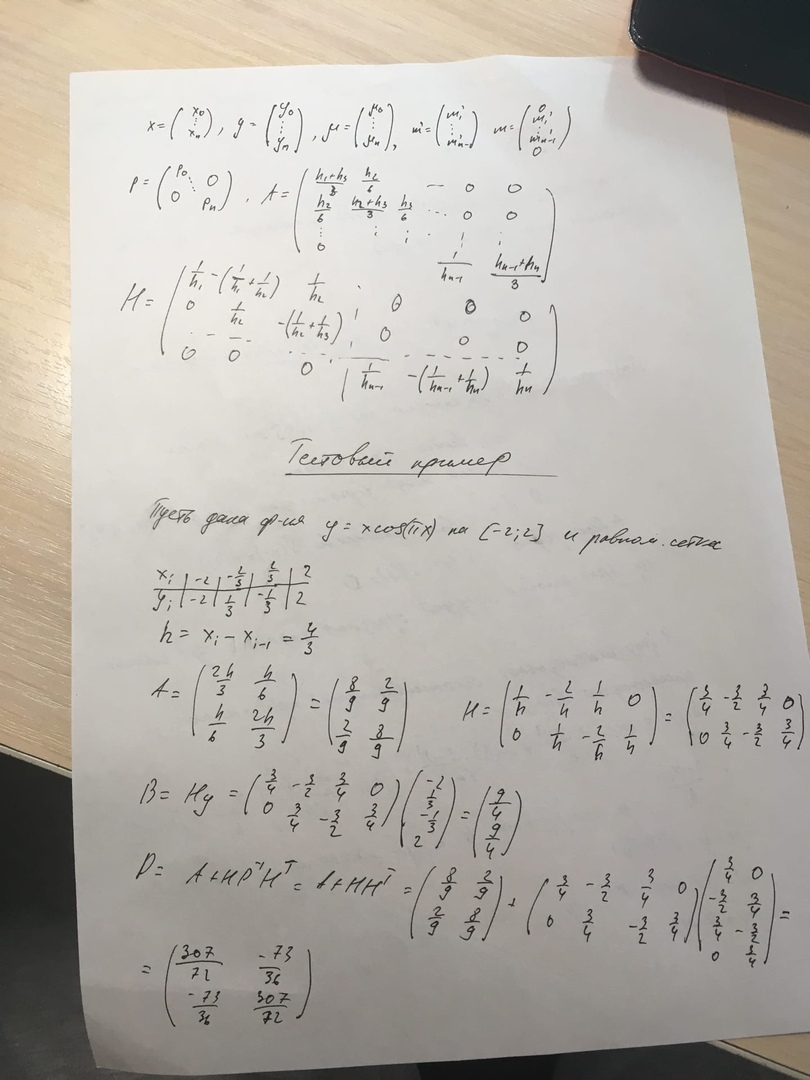 x = (x₀ ⋮ xₙ), y = (y₀ ⋮ yₙ), μ = (μ₀ ⋮ μₙ), m' = (m'₁ ⋮ m'ₙ₋₁) m = (0 m'₁ ⋮ m'ₙ₋₁ 0)
P = (P₀ ⋱ 0 0 Pₙ), A = ( (h₁+h₃)/3 h₂/6 — 0 0
h₂/6 (h₂+h₃)/3 h₃/6 ... 0 0
⋮ ⋮ ⋮ ⋮ ⋮
0 1/hₙ₋₁ (hₙ₋₁+hₙ)/3 )
H = ( 1/h₁ -(1/h₁+1/h₂) 1/h₂ ... 0 0 0
0 1/h₂ -(1/h₂+1/h₃) ... 0 0 0
... - - - -
0 0 ... 0 1/hₙ₋₁ -(1/hₙ₋₁+1/hₙ) 1/hₙ )
Тестовый пример
Пусть дана ф-ия y = xcos(πx) на [-2;2] и равном. сетка
xᵢ | -2 | -2/3 | 2/3 | 2
yᵢ | -2 | 1/3 | -1/3 | 2
h = xᵢ - xᵢ₋₁ = 4/3
A = (2h/3 h/6; h/6 2h/3) = (8/9 2/9; 2/9 8/9) H = (1/h -2/h 1/h 0; 0 1/h -2/h 1/h) = (3/4 -3/2 3/4 0; 0 3/4 -3/2 3/4)
B = Hy = (3/4 -3/2 3/4 0; 0 3/4 -3/2 3/4)(-2; 1/3; -1/3; 2) = (9/4; 9/4)
D = A+HP⁻¹Hᵀ = A+HHᵀ = (8/9 2/9; 2/9 8/9) + (3/4 -3/2 3/4 0; 0 3/4 -3/2 3/4)(3/4 0; -3/2 3/4; 3/4 -3/2; 0 3/4) =
= (307/72 -73/36; -73/36 307/72)